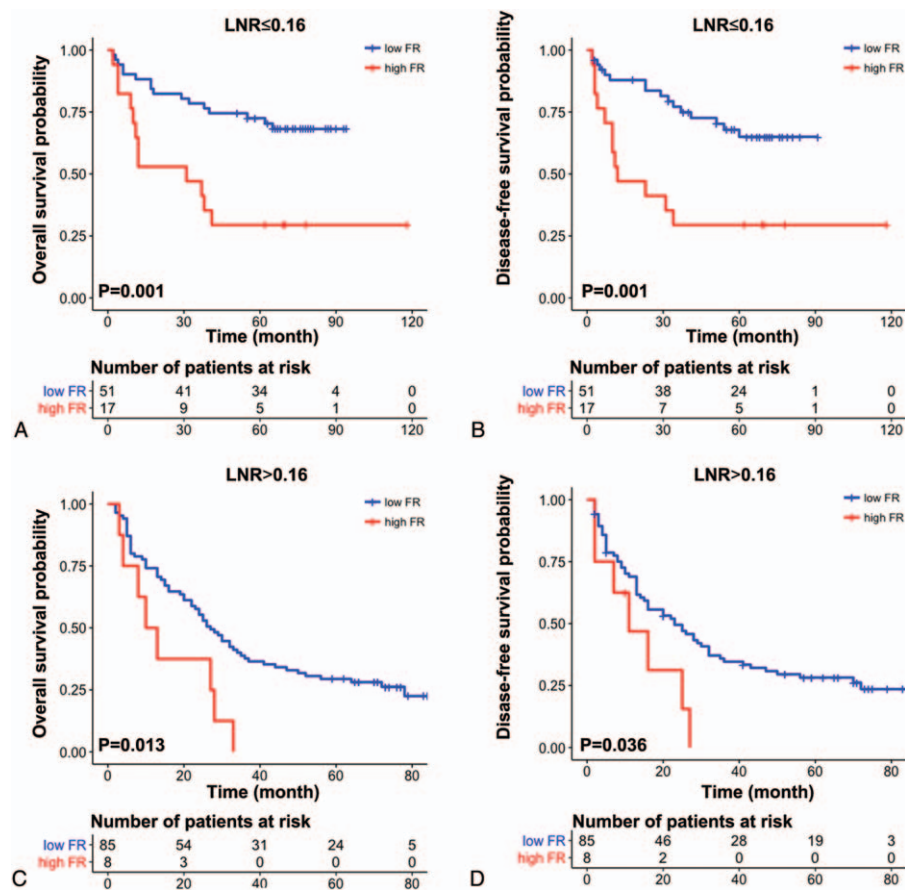 LNR≤0.16
Overall survival probability
1.00
0.75
0.50
0.25
0.00
low FR
high FR
P=0.001
0 30 60 90 120
Time (month)
Number of patients at risk
low FR 51 41 34 4 0
high FR 17 9 5 1 0
0 30 60 90 120
A
LNR≤0.16
Disease-free survival probability
1.00
0.75
0.50
0.25
0.00
low FR
high FR
P=0.001
0 30 60 90 120
Time (month)
Number of patients at risk
low FR 51 38 24 1 0
high FR 17 7 5 1 0
0 30 60 90 120
B
LNR>0.16
Overall survival probability
1.00
0.75
0.50
0.25
0.00
low FR
high FR
P=0.013
0 20 40 60 80
Time (month)
Number of patients at risk
low FR 85 54 31 24 5
high FR 8 3 0 0 0
0 20 40 60 80
C
LNR>0.16
Disase-free survival probability
1.00
0.75
0.50
0.25
0.00
low FR
high FR
P=0.036
0 20 40 60 80
Time (month)
Number of patients at risk
low FR 85 46 28 19 3
high FR 8 2 0 0 0
0 20 40 60 80
D